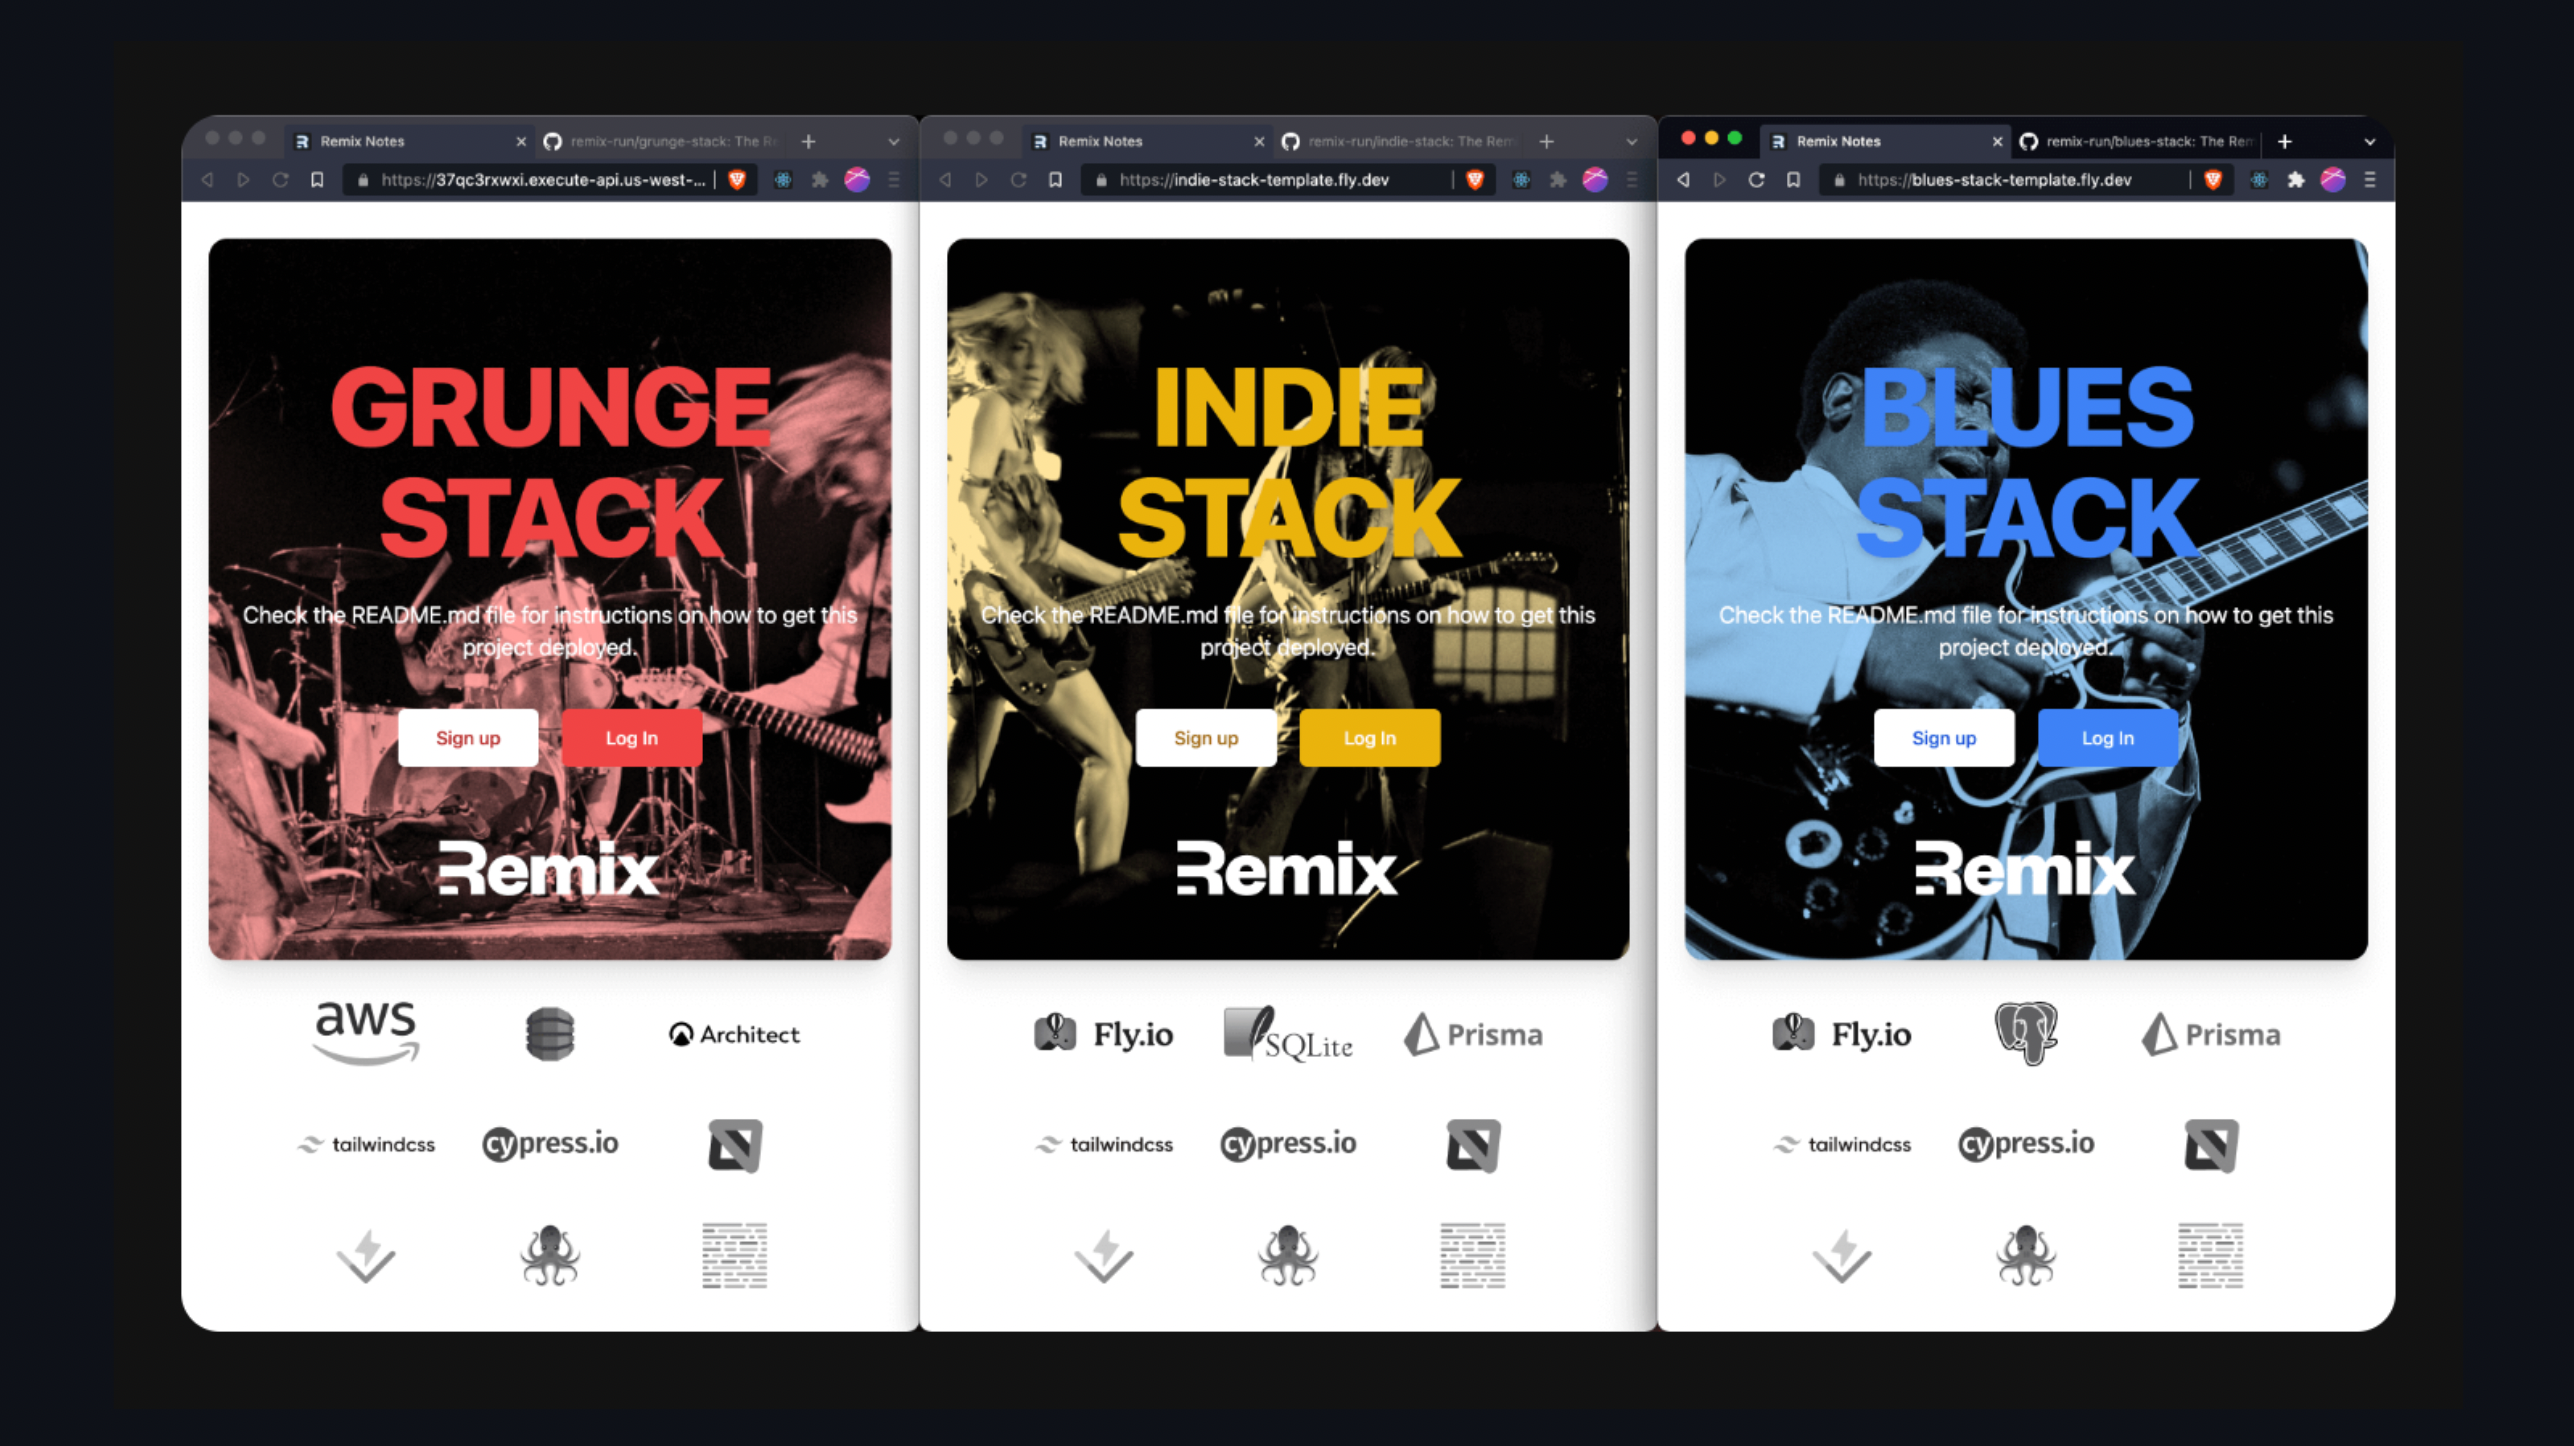 Remix Notes
remix-run/grunge-stack: The Re
https://37qc3rxwxi.execute-api.us-west-...
GRUNGE
STACK
Check the README.md file for instructions on how to get this
project deployed.
Sign up
Log In
Remix
aws
Architect
tailwindcss
cypress.io
Remix Notes
remix-run/indie-stack: The Rem
https://indie-stack-template.fly.dev
INDIE
STACK
Check the README.md file for instructions on how to get this
project deployed.
Sign up
Log In
Remix
Fly.io
SQLite
Prisma
tailwindcss
cypress.io
Remix Notes
remix-run/blues-stack: The Rem
https://blues-stack-template.fly.dev
BLUES
STACK
Check the README.md file for instructions on how to get this
project deployed.
Sign up
Log In
Remix
Fly.io
Prisma
tailwindcss
cypress.io